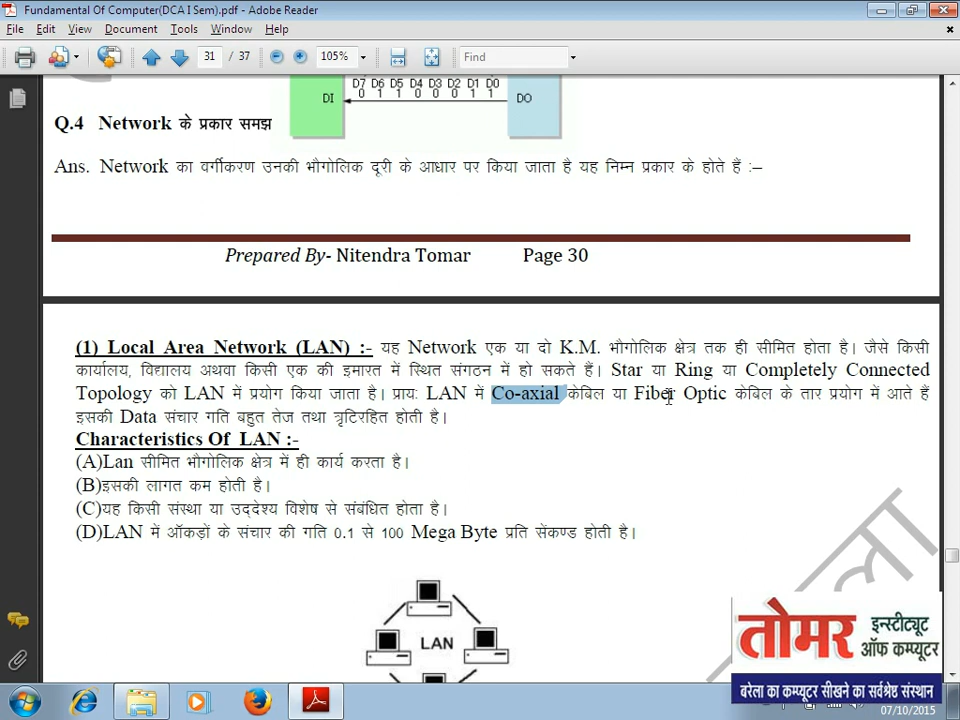 Fundamental Of Computer(DCA I Sem).pdf - Adobe Reader
File Edit View Document Tools Window Help
31 / 37 105% Find
D7 D6 D5 D4 D3 D2 D1 D0
DI 0 1 1 0 0 0 1 1 DO
Q.4 Network के प्रकार समझ
Ans. Network का वर्गीकरण उनकी भौगोलिक दूरी के आधार पर किया जाता है यह निम्न प्रकार के होते हैं :–
Prepared By- Nitendra Tomar Page 30
(1) Local Area Network (LAN) :- यह Network एक या दो K.M. भौगोलिक क्षेत्र तक ही सीमित होता है। जैसे किसी
कार्यालय, विद्यालय अथवा किसी एक की इमारत में स्थित संगठन में हो सकते हैं। Star या Ring या Completely Connected
Topology को LAN में प्रयोग किया जाता है। प्रायः LAN में Co-axial केबिल या Fiber Optic केबिल के तार प्रयोग में आते हैं
इसकी Data संचार गति बहुत तेज तथा त्रृटिरहित होती है।
Characteristics Of LAN :-
(A)Lan सीमित भौगोलिक क्षेत्र में ही कार्य करता है।
(B)इसकी लागत कम होती है।
(C)यह किसी संस्था या उद्देश्य विशेष से संबंधित होता है।
(D)LAN में ऑकड़ों के संचार की गति 0.1 से 100 Mega Byte प्रति सेंकण्ड होती है।
LAN
तोमर इन्स्टीट्यूट
ऑफ कम्प्यूटर
बरेला का कम्प्यूटर सीखने का सर्वश्रेष्ठ संस्थान
07/10/2015